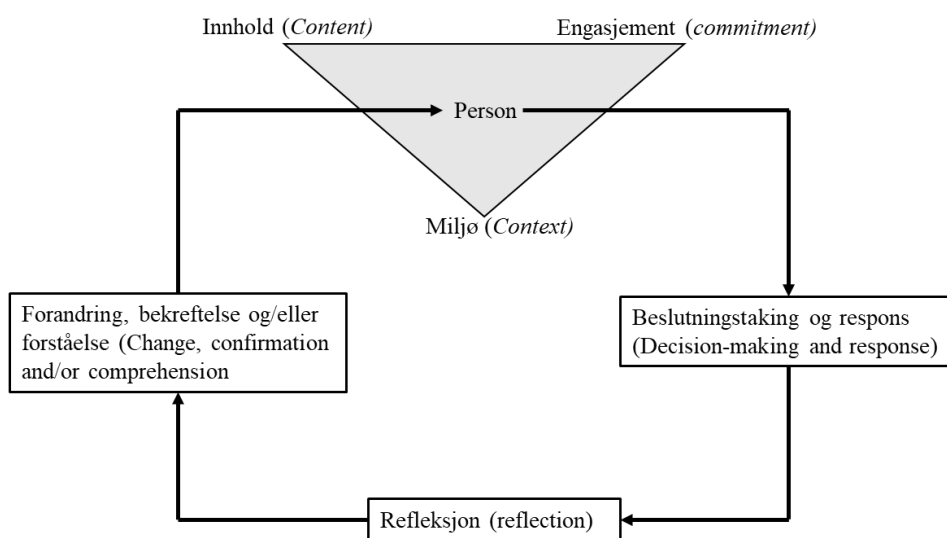 Innhold (Content)
Engasjement (commitment)
Person
Miljø (Context)
Forandring, bekreftelse og/eller
forståelse (Change, confirmation
and/or comprehension
Beslutningstaking og respons
(Decision-making and response)
Refleksjon (reflection)